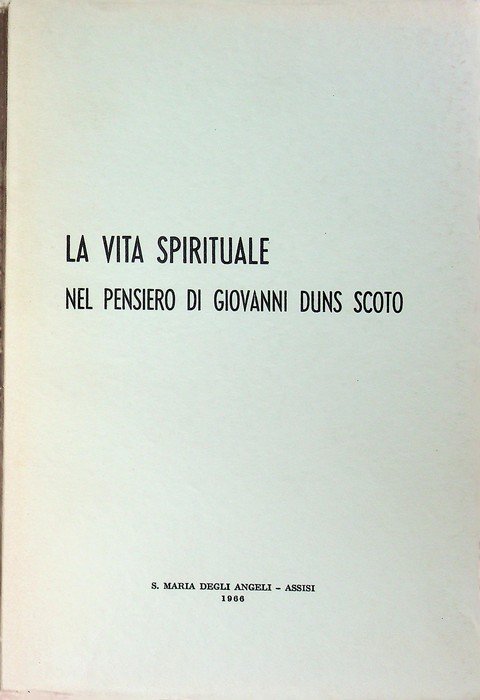 LA VITA SPIRITUALE
NEL PENSIERO DI GIOVANNI DUNS SCOTO
S. MARIA DEGLI ANGELI - ASSISI
1966